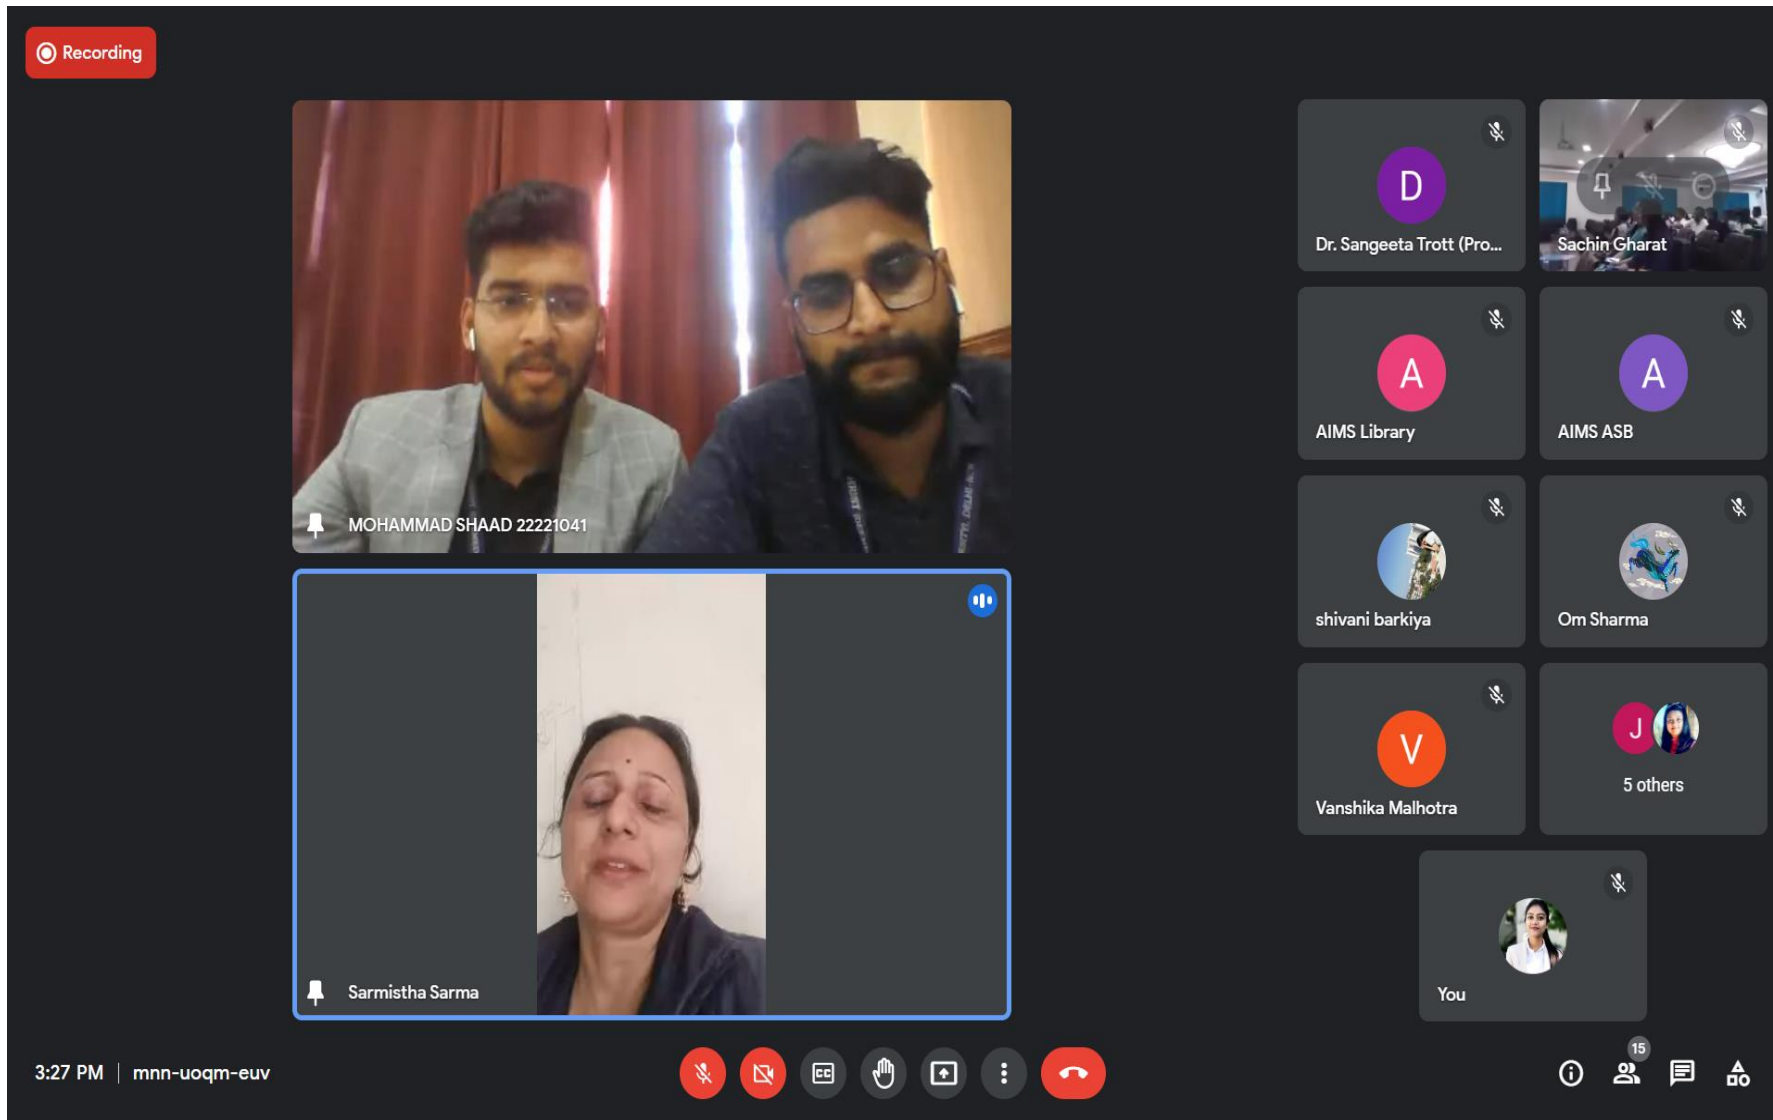 Recording
MOHAMMAD SHAAD 22221041
Sarmistha Sarma
D
Dr. Sangeeta Trott (Pro...
Sachin Gharat
A
AIMS Library
A
AIMS ASB
shivani barkiya
Om Sharma
V
Vanshika Malhotra
J
5 others
You
3:27 PM | mnn-uoqm-euv
CC
15